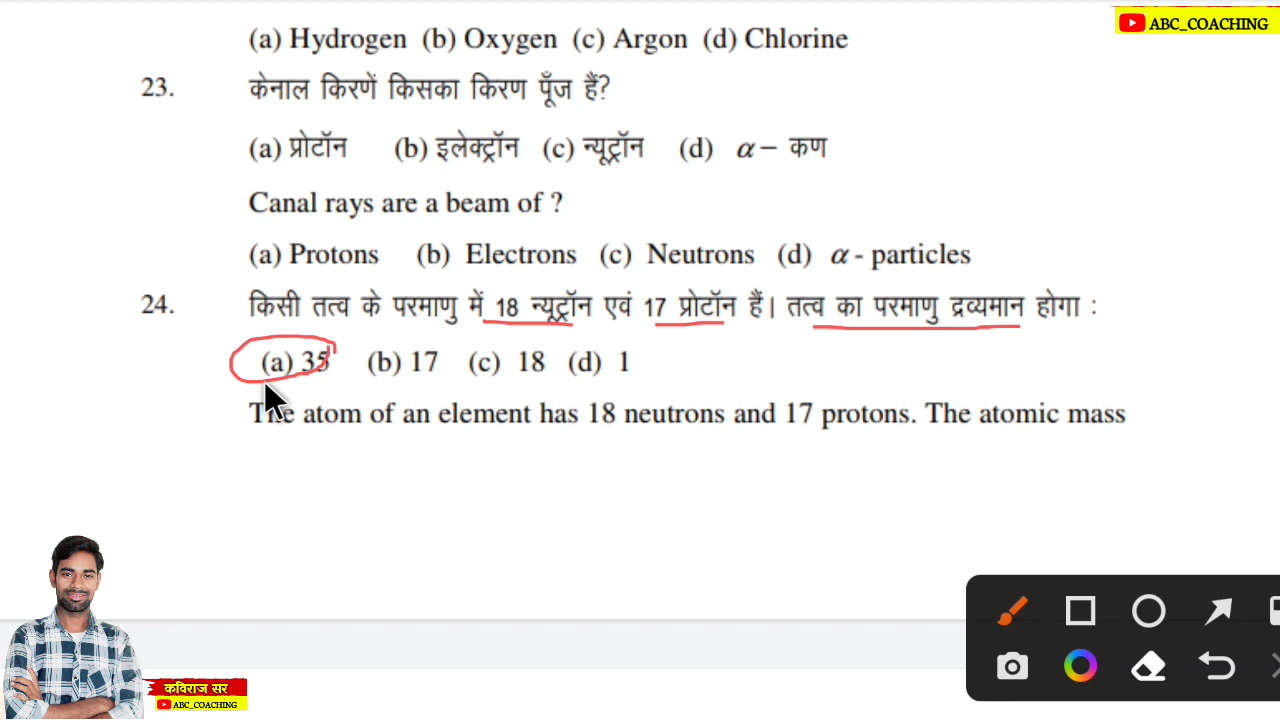 ABC_COACHING
(a) Hydrogen (b) Oxygen (c) Argon (d) Chlorine
23. केनाल किरणें किसका किरण पूँज हैं?
(a) प्रोटॉन (b) इलेक्ट्रॉन (c) न्यूट्रॉन (d) α – कण
Canal rays are a beam of ?
(a) Protons (b) Electrons (c) Neutrons (d) α - particles
24. किसी तत्व के परमाणु में 18 न्यूट्रॉन एवं 17 प्रोटॉन हैं। तत्व का परमाणु द्रव्यमान होगा :
(a) 35 (b) 17 (c) 18 (d) 1
The atom of an element has 18 neutrons and 17 protons. The atomic mass
कविराज सर
ABC_COACHING